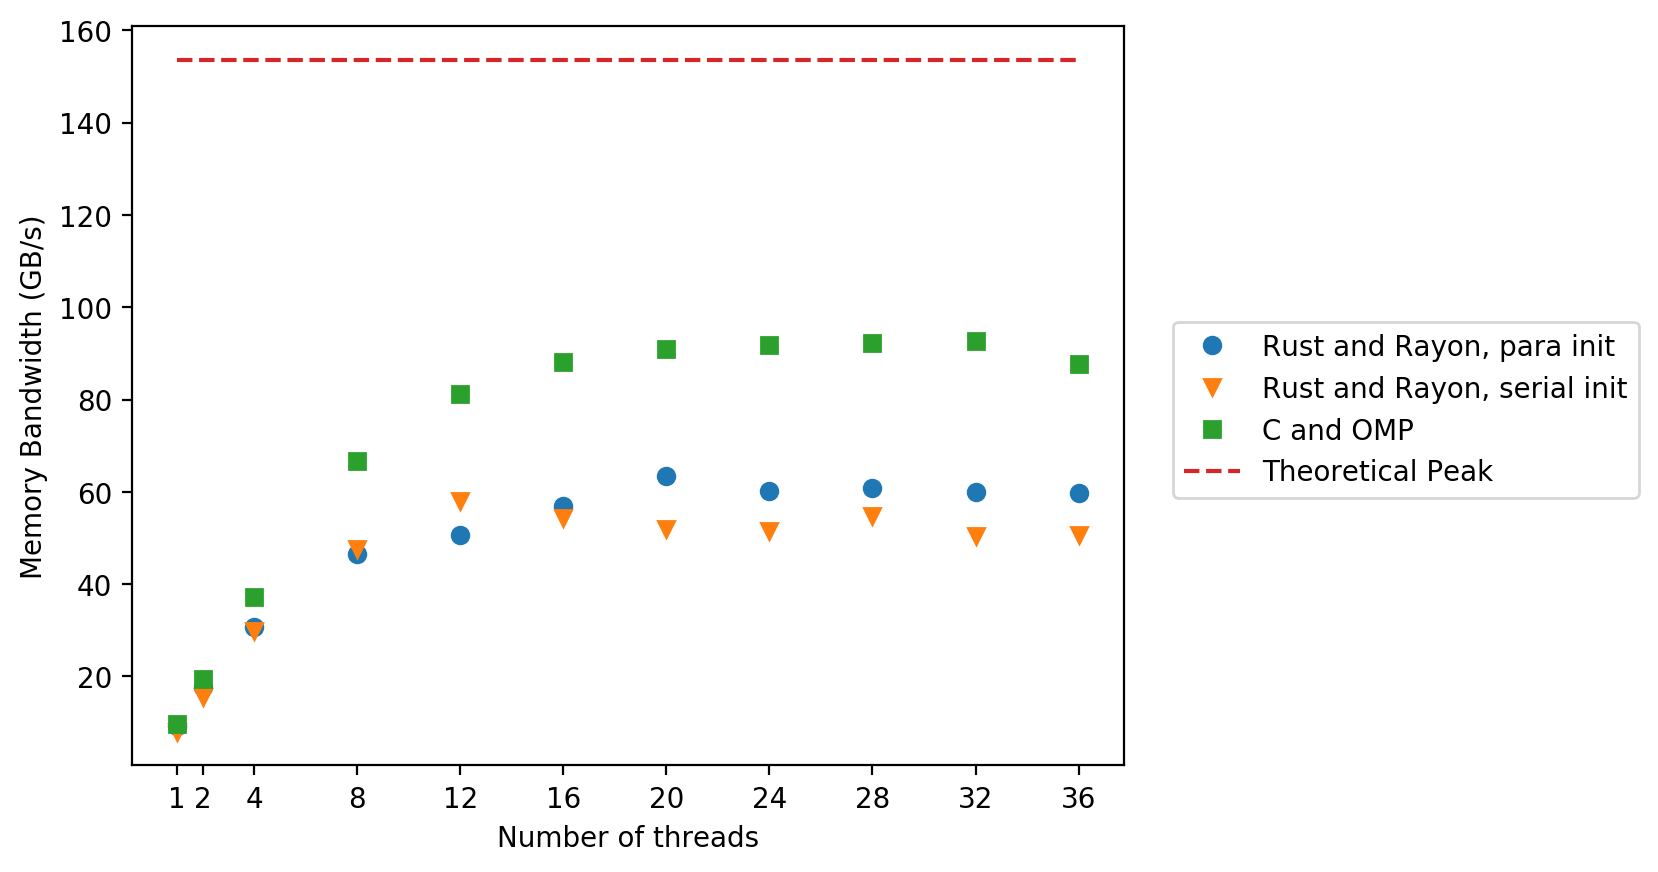 160
140
120
100
80
60
40
20
Memory Bandwidth (GB/s)
1 2 4 8 12 16 20 24 28 32 36
Number of threads
Rust and Rayon, para init
Rust and Rayon, serial init
C and OMP
Theoretical Peak